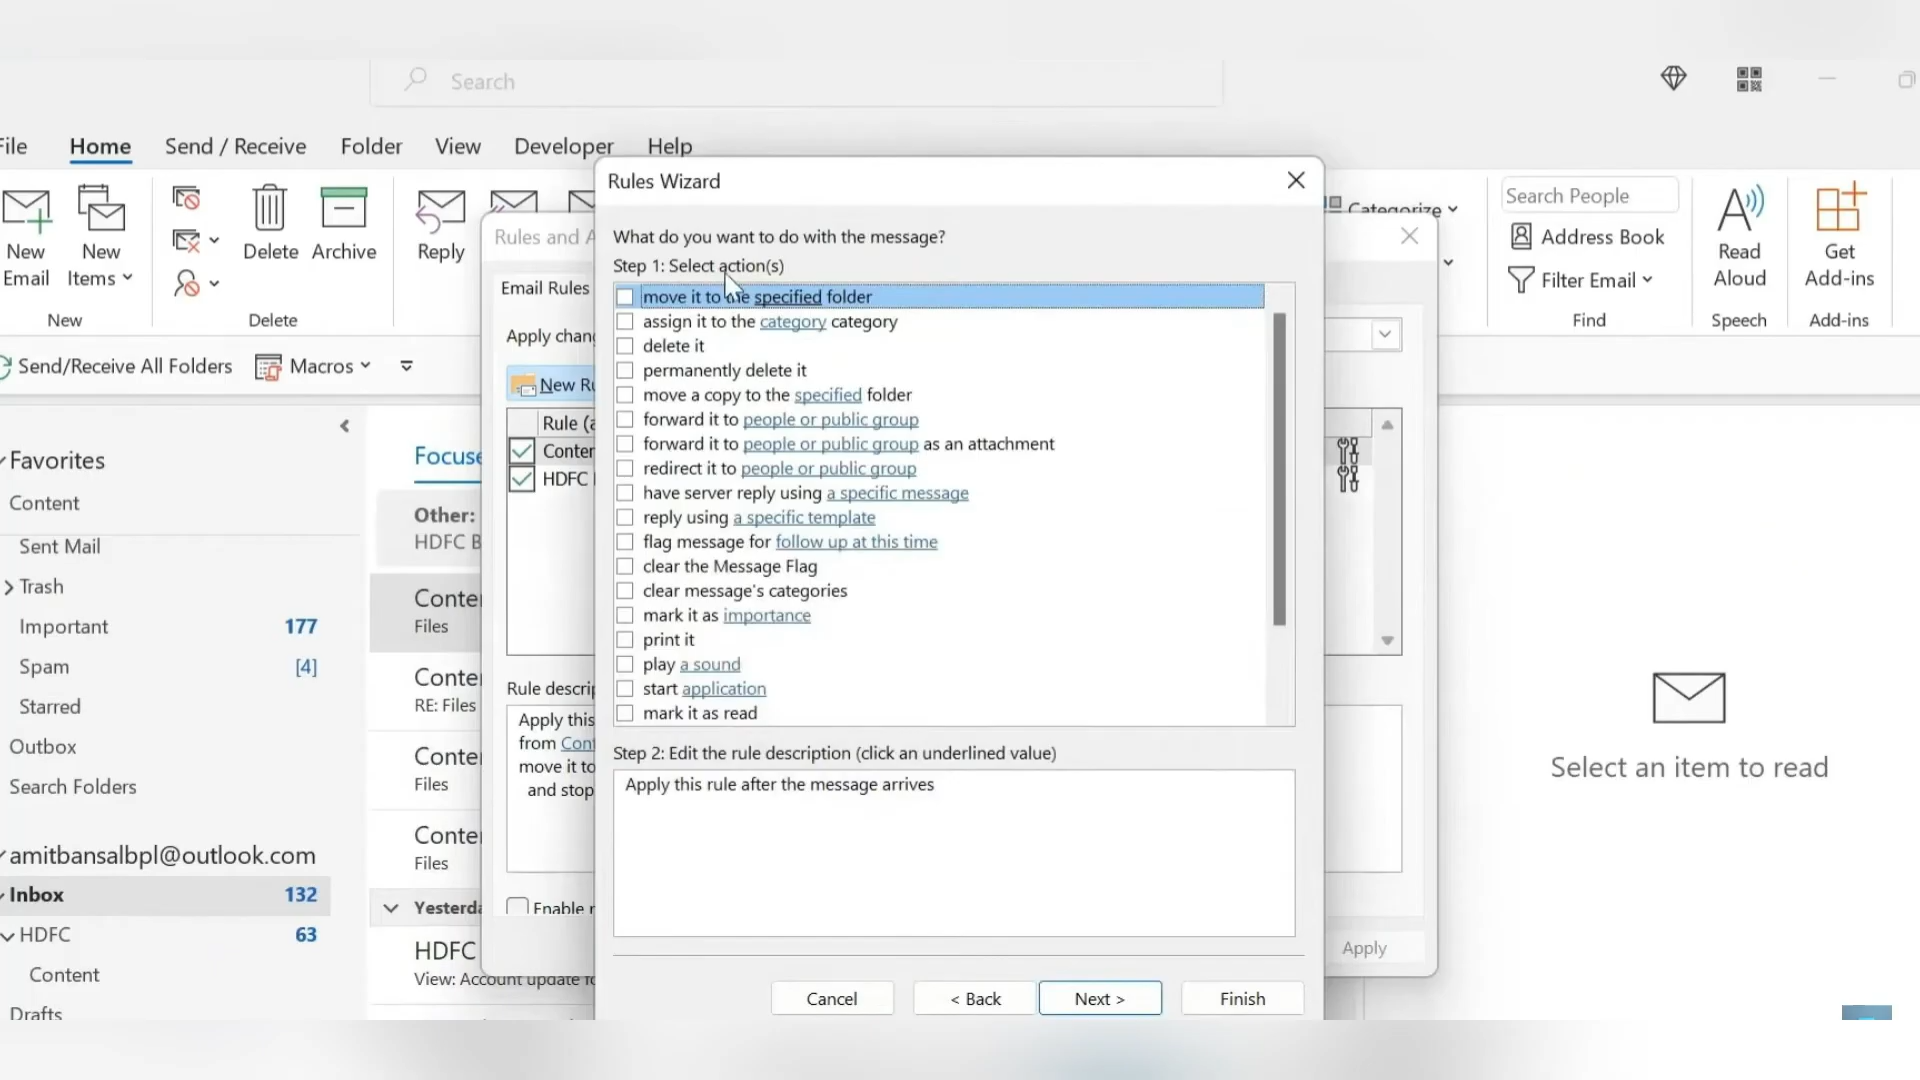 Search
File
Home
Send / Receive
Folder
View
Developer
Help
New
Email
New
Items
New
Delete
Archive
Delete
Reply
Categorize
Search People
Address Book
Filter Email
Find
Read
Aloud
Speech
Get
Add-ins
Add-ins
Send/Receive All Folders
Macros
Favorites
Content
Sent Mail
Trash
Important 177
Spam [4]
Starred
Outbox
Search Folders
amitbansalbpl@outlook.com
Inbox 132
HDFC 63
Content
Drafts
Focuse
Other:
HDFC B
Conte
Files
Conte
RE: Files
Conte
Files
Conte
Files
Yesterda
HDFC
View: Account update fo
Rules and A
Email Rules
Apply chan
New Ru
Rule (a
Conter
HDFC
Rule descrip
Apply this
from Cont
move it to
and stop
Enable r
Apply
Rules Wizard
What do you want to do with the message?
Step 1: Select action(s)
move it to the specified folder
assign it to the category category
delete it
permanently delete it
move a copy to the specified folder
forward it to people or public group
forward it to people or public group as an attachment
redirect it to people or public group
have server reply using a specific message
reply using a specific template
flag message for follow up at this time
clear the Message Flag
clear message's categories
mark it as importance
print it
play a sound
start application
mark it as read
Step 2: Edit the rule description (click an underlined value)
Apply this rule after the message arrives
Cancel
< Back
Next >
Finish
Select an item to read